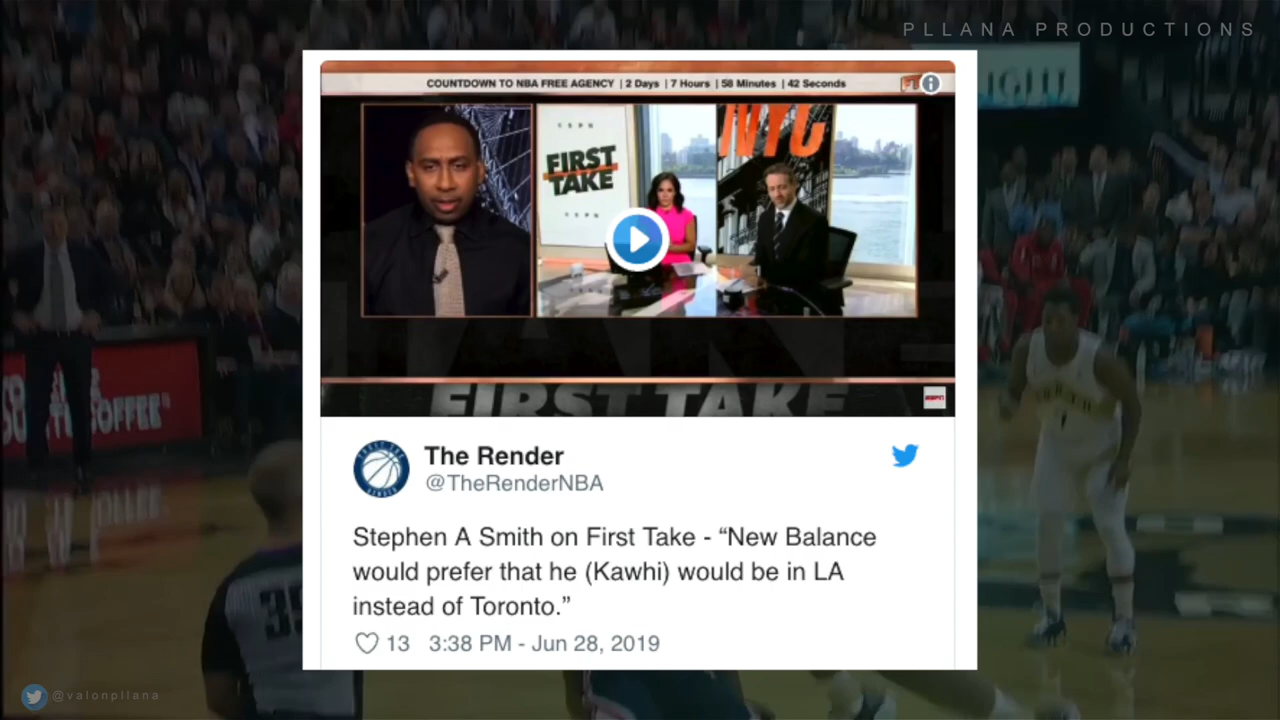 PLLANA PRODUCTIONS
COUNTDOWN TO NBA FREE AGENCY | 2 Days | 7 Hours | 58 Minutes | 42 Seconds
ESPN
FIRST
TAKE
NYC
FIRST TAKE
ESPN
The Render
@TheRenderNBA
Stephen A Smith on First Take - “New Balance
would prefer that he (Kawhi) would be in LA
instead of Toronto.”
13 3:38 PM - Jun 28, 2019
@valonpllana